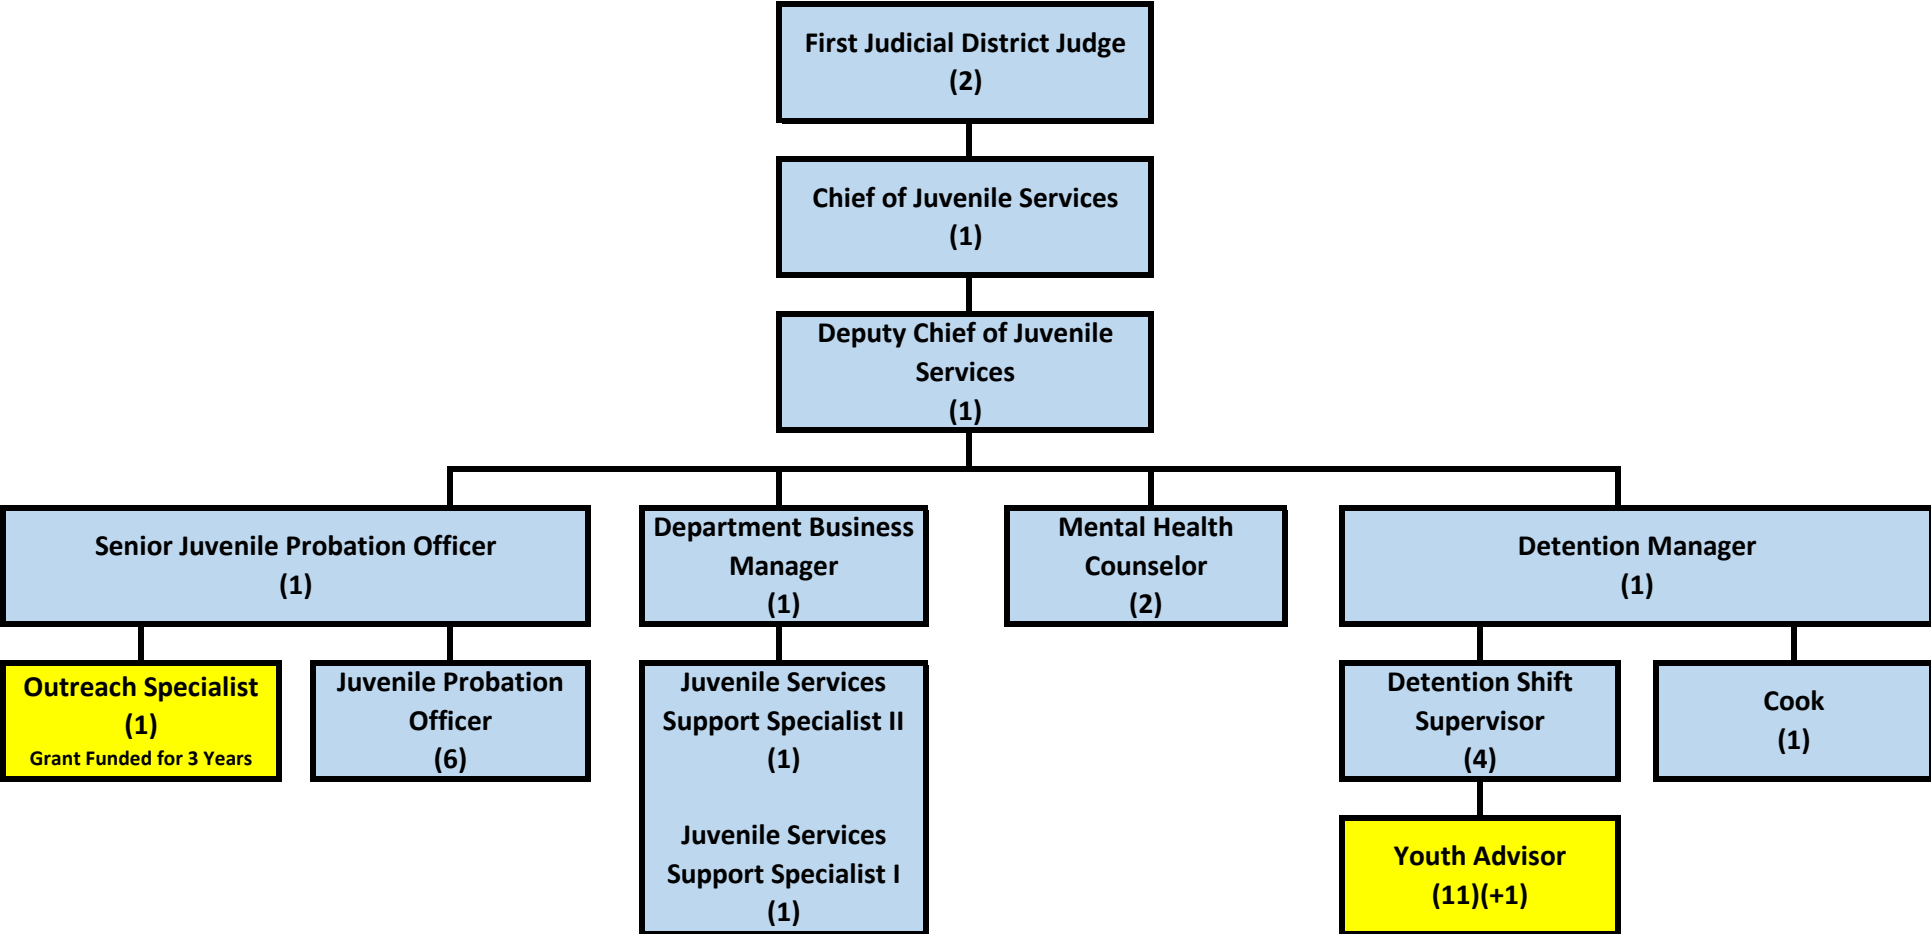 First Judicial District Judge
(2)
Chief of Juvenile Services
(1)
Deputy Chief of Juvenile
Services
(1)
Senior Juvenile Probation Officer
(1)
Department Business
Manager
(1)
Mental Health
Counselor
(2)
Detention Manager
(1)
Outreach Specialist
(1)
Grant Funded for 3 Years
Juvenile Probation
Officer
(6)
Juvenile Services
Support Specialist II
(1)
Juvenile Services
Support Specialist I
(1)
Detention Shift
Supervisor
(4)
Cook
(1)
Youth Advisor
(11)(+1)